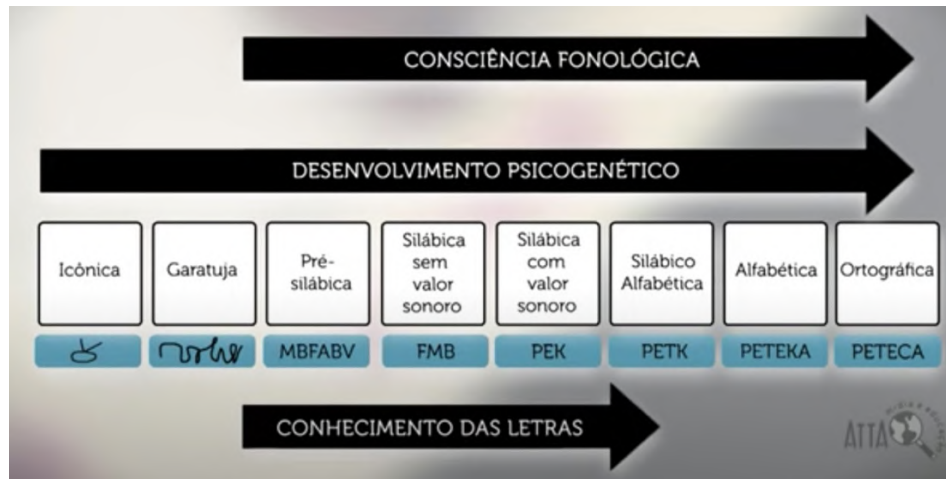 CONSCIÊNCIA FONOLÓGICA
DESENVOLVIMENTO PSICOGENÉTICO
Icônica
Garatuja
Pré-
silábica
Silábica
sem
valor
sonoro
Silábica
com
valor
sonoro
Silábico
Alfabética
Alfabética
Ortográfica
MBFABV
FMB
PEK
PETK
PETEKA
PETECA
CONHECIMENTO DAS LETRAS
ATTA